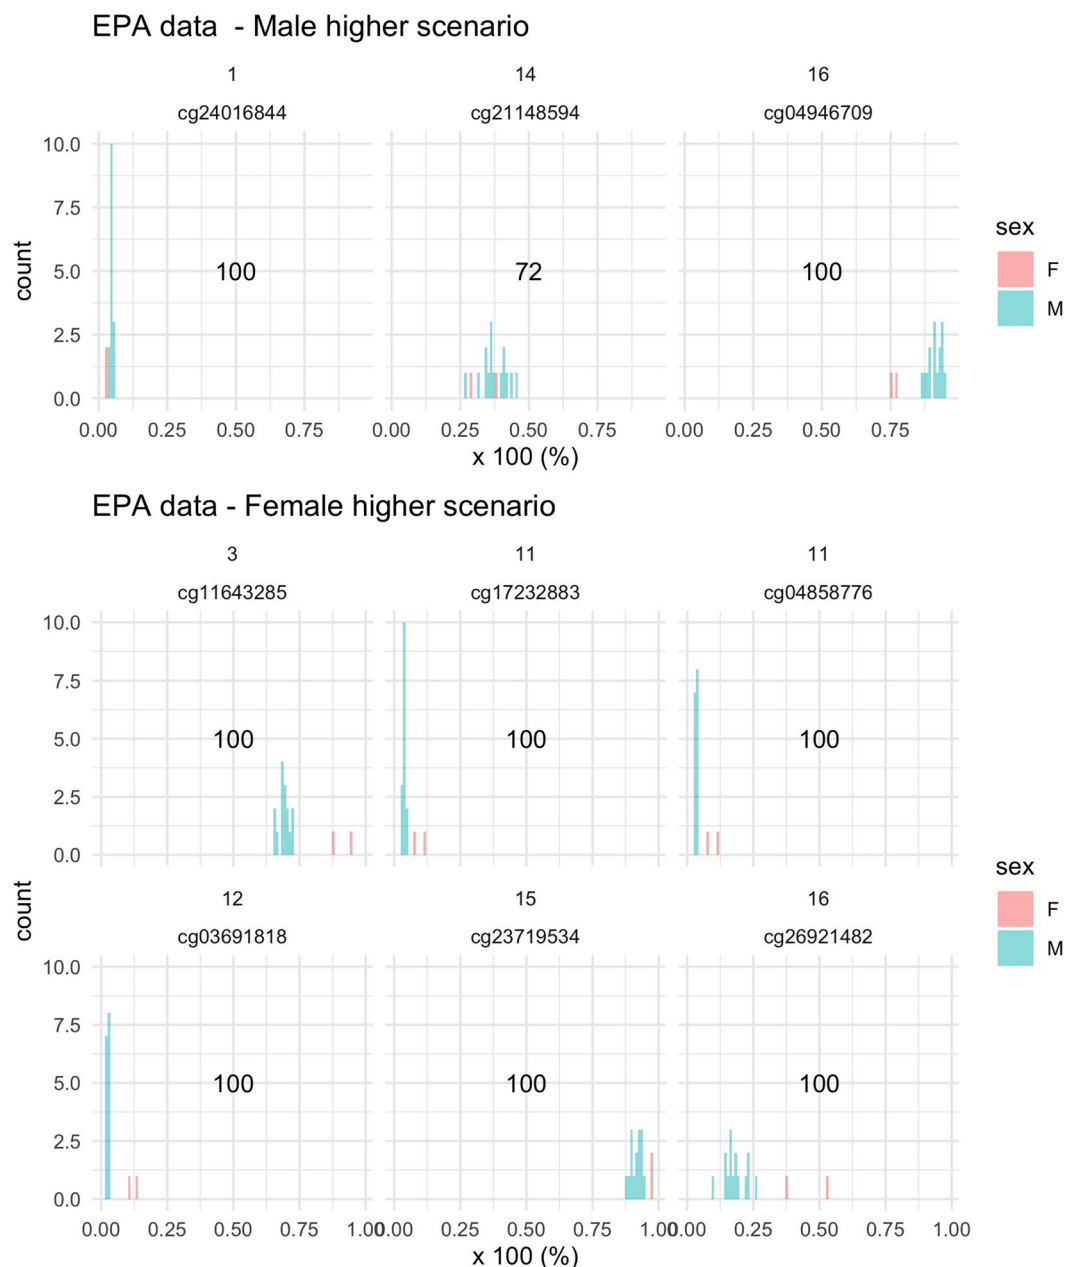 EPA data  - Male higher scenario
1 14 16
cg24016844 cg21148594 cg04946709
10.0
7.5
count
5.0
100 72 100
2.5
0.0
0.00 0.25 0.50 0.75 0.00 0.25 0.50 0.75 0.00 0.25 0.50 0.75
x 100 (%)
sex
F
M
EPA data - Female higher scenario
3 11 11
cg11643285 cg17232883 cg04858776
10.0
7.5
5.0
100 100 100
2.5
0.0
count
12 15 16
cg03691818 cg23719534 cg26921482
10.0
7.5
5.0
100 100 100
2.5
0.0
0.00 0.25 0.50 0.75 1.00 0.00 0.25 0.50 0.75 1.00 0.00 0.25 0.50 0.75 1.00
x 100 (%)
sex
F
M